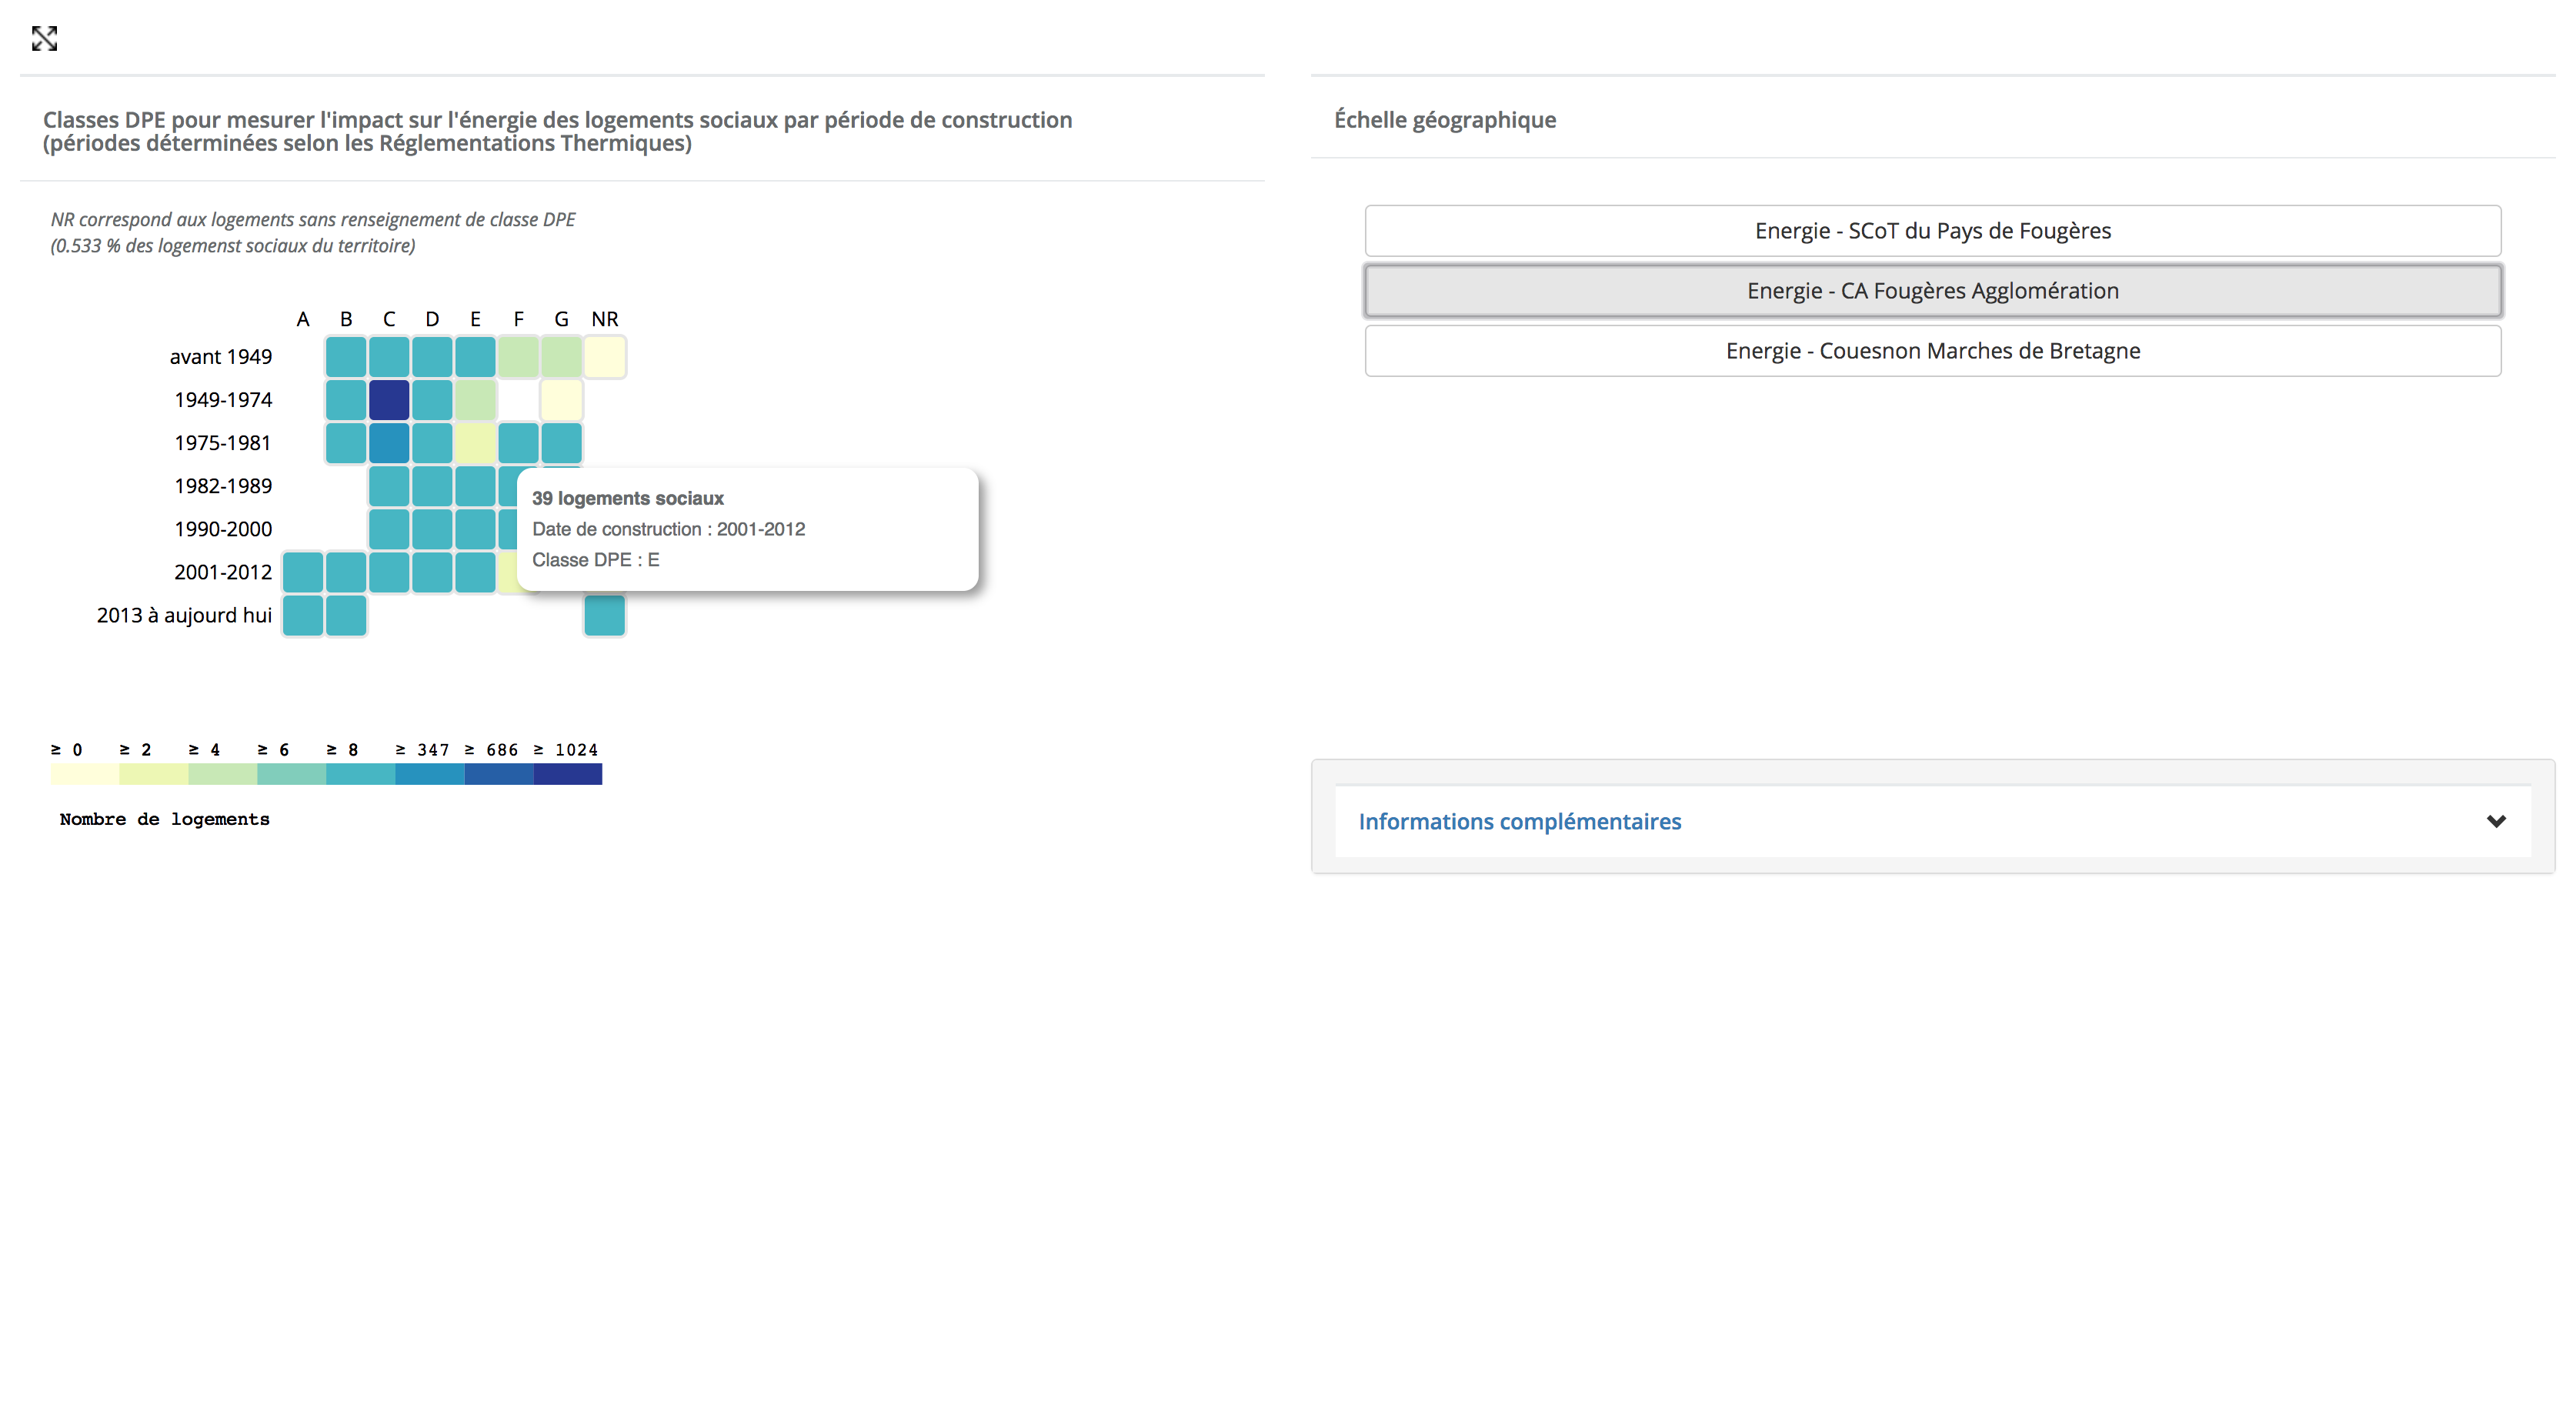 Classes DPE pour mesurer l'impact sur l'énergie des logements sociaux par période de construction
(périodes déterminées selon les Réglementations Thermiques)
NR correspond aux logements sans renseignement de classe DPE
(0.533 % des logemenst sociaux du territoire)
A B C D E F G NR
avant 1949
1949-1974
1975-1981
1982-1989
1990-2000
2001-2012
2013 à aujourd hui
39 logements sociaux
Date de construction : 2001-2012
Classe DPE : E
≥ 0 ≥ 2 ≥ 4 ≥ 6 ≥ 8 ≥ 347 ≥ 686 ≥ 1024
Nombre de logements
Échelle géographique
Energie - SCoT du Pays de Fougères
Energie - CA Fougères Agglomération
Energie - Couesnon Marches de Bretagne
Informations complémentaires